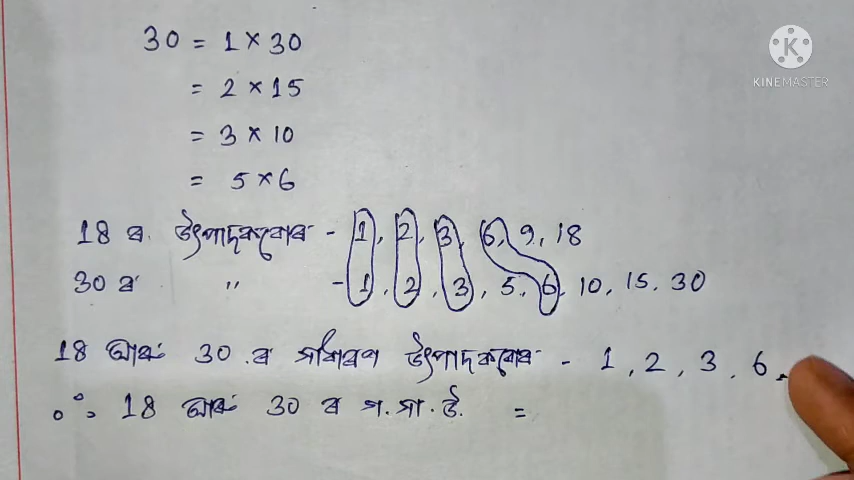 30 = 1 × 30
= 2 × 15
= 3 × 10
= 5 × 6
18 ৰ উৎপাদকবোৰ - 1, 2, 3, 6, 9, 18
30 ৰ " - 1, 2, 3, 5, 6, 10, 15, 30
18 আৰু 30 ৰ সাধাৰণ উৎপাদকবোৰ - 1, 2, 3, 6
∴ 18 আৰু 30 ৰ গ.সা.উ. =
K
KINEMASTER